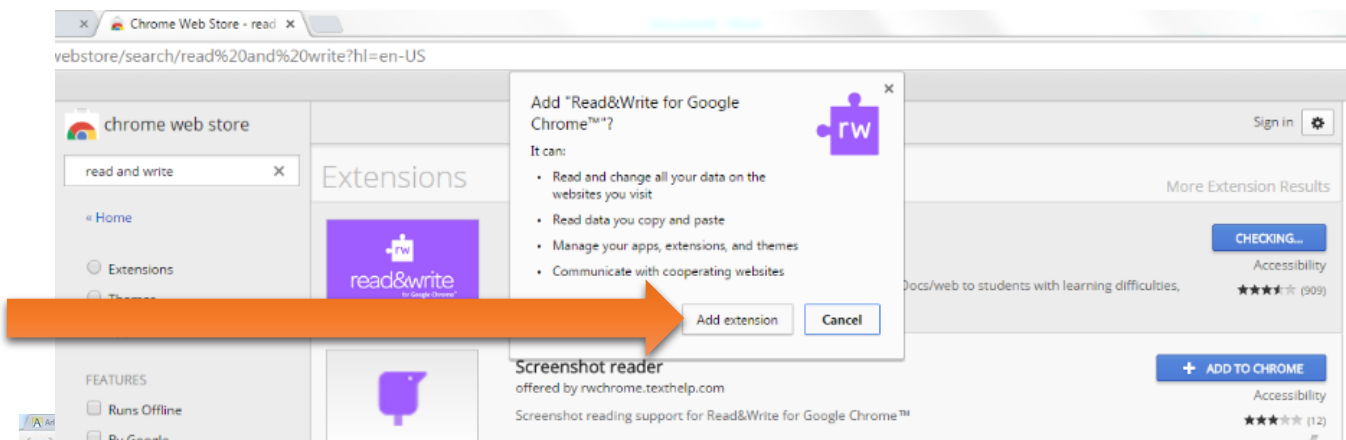 Chrome Web Store - read
webstore/search/read%20and%20write?hl=en-US
chrome web store
Sign in
read and write
« Home
Extensions
FEATURES
Runs Offline
By Google
Extensions
More Extension Results
rw
read&write
for Google Chrome™
Add "Read&Write for Google
Chrome™"?
rw
It can:
• Read and change all your data on the
websites you visit
• Read data you copy and paste
• Manage your apps, extensions, and themes
• Communicate with cooperating websites
Add extension
Cancel
CHECKING...
Accessibility
Docs/web to students with learning difficulties,
(909)
Screenshot reader
offered by rwchrome.texthelp.com
Screenshot reading support for Read&Write for Google Chrome™
+ ADD TO CHROME
Accessibility
(12)